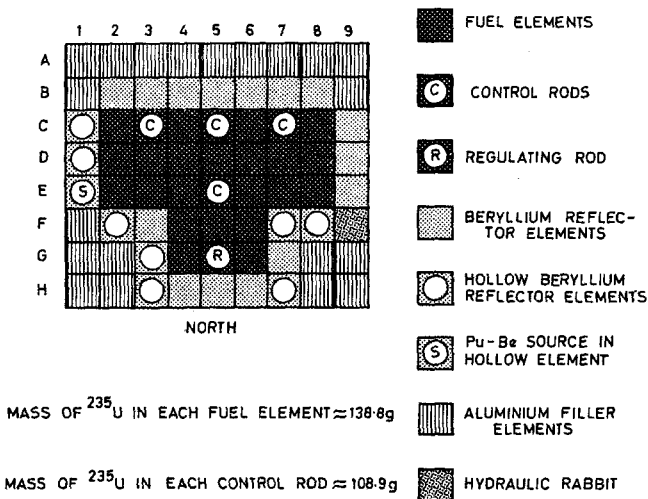 1 2 3 4 5 6 7 8 9
A
B
C C C C
D
E S C
F
G R
H
NORTH
MASS OF 235U IN EACH FUEL ELEMENT ≈ 138·8g
MASS OF 235U IN EACH CONTROL ROD ≈ 108·9g
FUEL ELEMENTS
C CONTROL RODS
R REGULATING ROD
BERYLLIUM REFLEC-
TOR ELEMENTS
HOLLOW BERYLLIUM
REFLECTOR ELEMENTS
S Pu-Be SOURCE IN
HOLLOW ELEMENT
ALUMINIUM FILLER
ELEMENTS
HYDRAULIC RABBIT